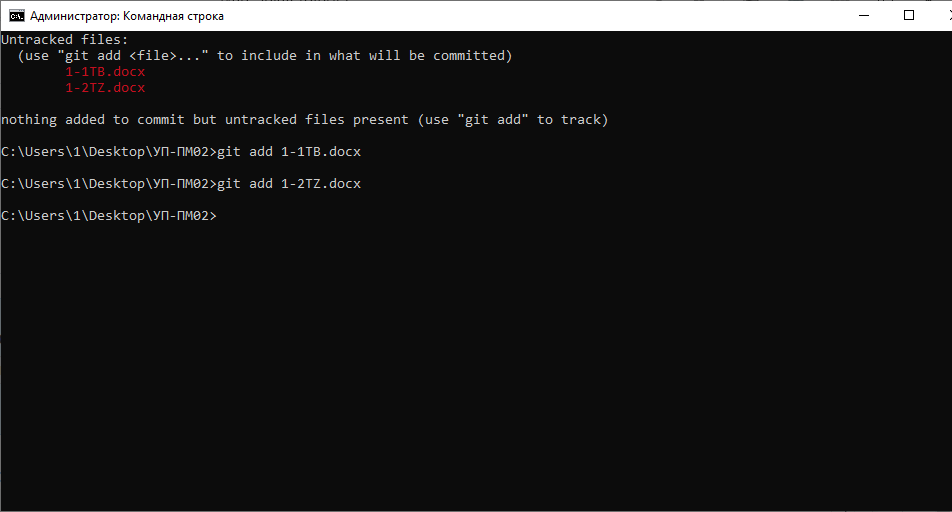 Администратор: Командная строка
Untracked files:
(use "git add <file>..." to include in what will be committed)
1-1TB.docx
1-2TZ.docx
nothing added to commit but untracked files present (use "git add" to track)
C:\Users\1\Desktop\УП-ПМ02>git add 1-1TB.docx
C:\Users\1\Desktop\УП-ПМ02>git add 1-2TZ.docx
C:\Users\1\Desktop\УП-ПМ02>